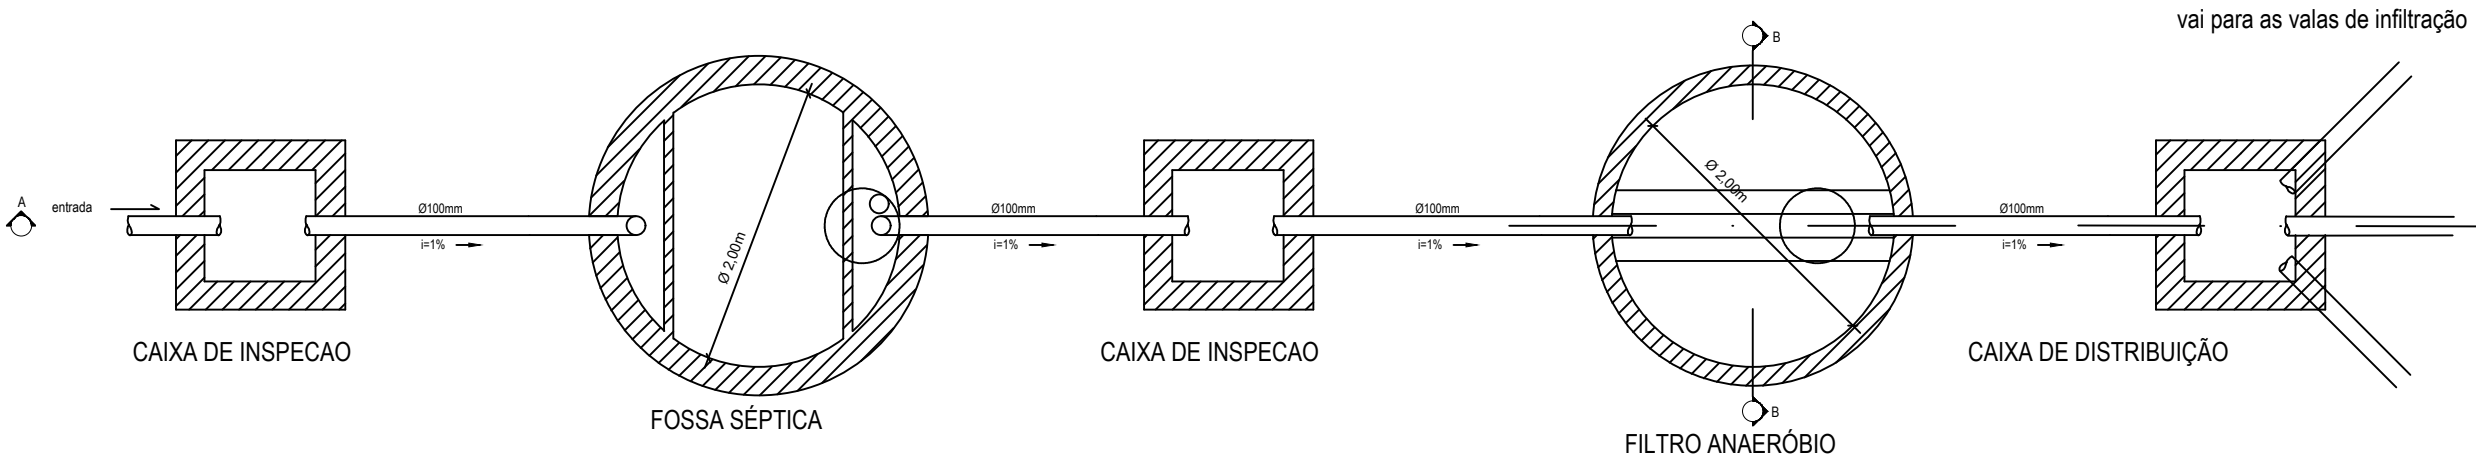 vai para as valas de infiltração
B
A
entrada
Ø100mm
Ø100mm
Ø100mm
Ø100mm
i=1%
i=1%
i=1%
i=1%
Ø 2,00m
Ø 2,00m
CAIXA DE INSPECAO
CAIXA DE INSPECAO
CAIXA DE DISTRIBUIÇÃO
B
FOSSA SÉPTICA
FILTRO ANAERÓBIO